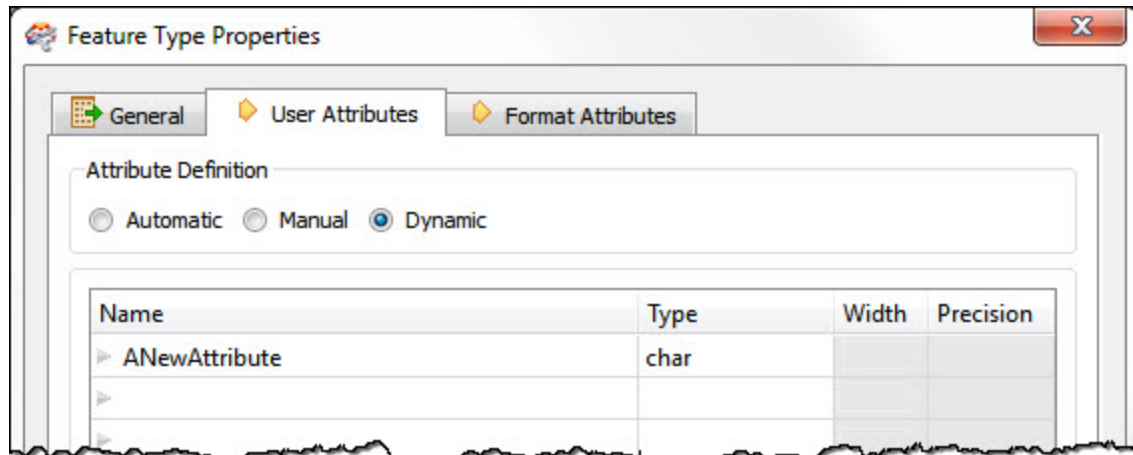 Feature Type Properties
General User Attributes Format Attributes
Attribute Definition
Automatic Manual Dynamic
Name Type Width Precision
ANewAttribute char